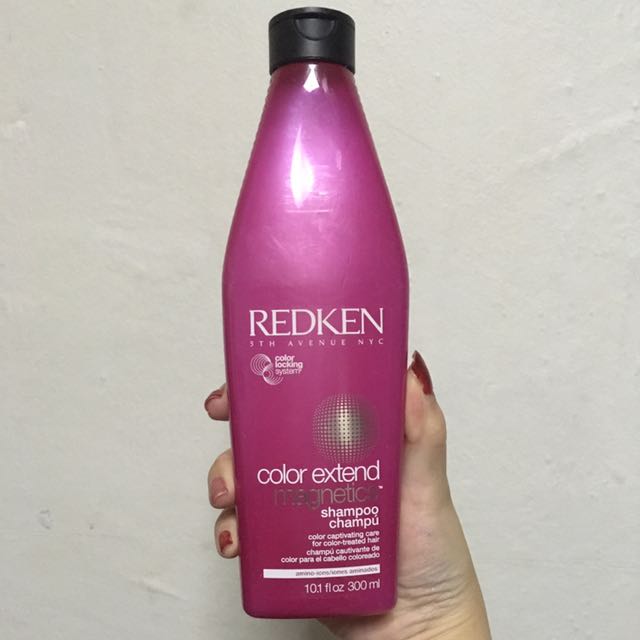 REDKEN
5TH AVENUE NYC
color
locking
system
color extend
magnetics™
shampoo
champú
color captivating care
for color-treated hair
champú cautivante de
color para el cabello coloreado
amino-ions/iones aminados
10.1 fl oz 300 ml